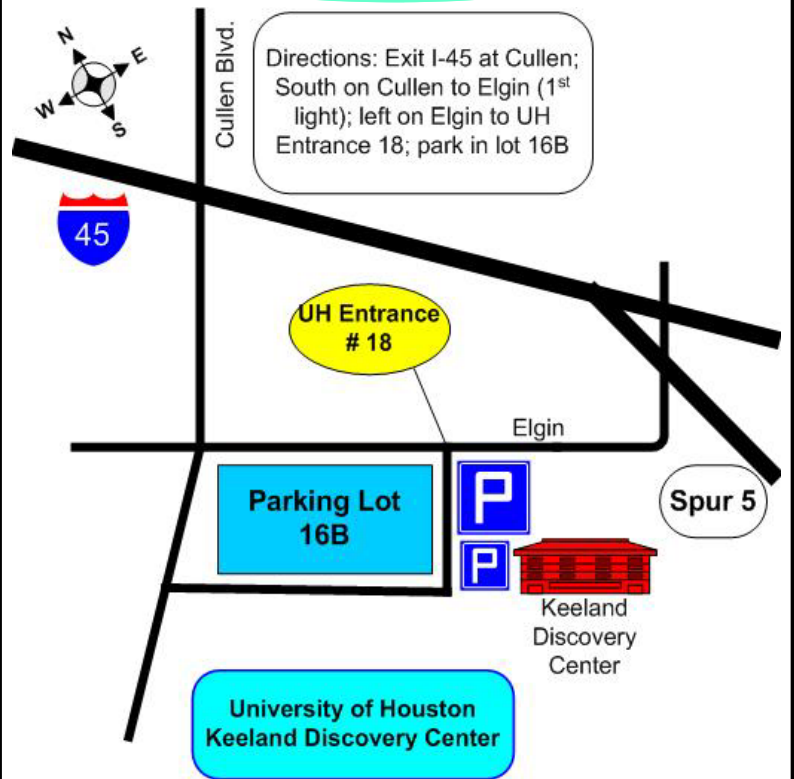 N
E
W
S
Cullen Blvd.
Directions: Exit I-45 at Cullen;
South on Cullen to Elgin (1st
light); left on Elgin to UH
Entrance 18; park in lot 16B
45
UH Entrance
# 18
Elgin
Parking Lot
16B
P
P
Spur 5
Keeland
Discovery
Center
University of Houston
Keeland Discovery Center